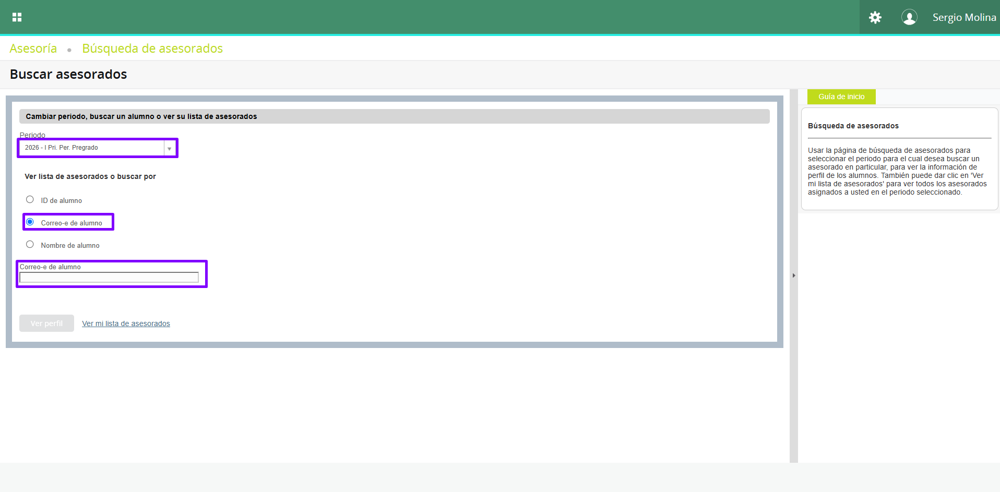 Sergio Molina
Asesoría • Búsqueda de asesorados
Buscar asesorados
Cambiar periodo, buscar un alumno o ver su lista de asesorados
Periodo
2026 - I Pri. Per. Pregrado
Ver lista de asesorados o buscar por
ID de alumno
Correo-e de alumno
Nombre de alumno
Correo-e de alumno
Ver perfil
Ver mi lista de asesorados
Guía de inicio
Búsqueda de asesorados
Usar la página de búsqueda de asesorados para
seleccionar el periodo para el cual desea buscar un
asesorado en particular, para ver la información de
perfil de los alumnos. También puede dar clic en 'Ver
mi lista de asesorados' para ver todos los asesorados
asignados a usted en el periodo seleccionado.